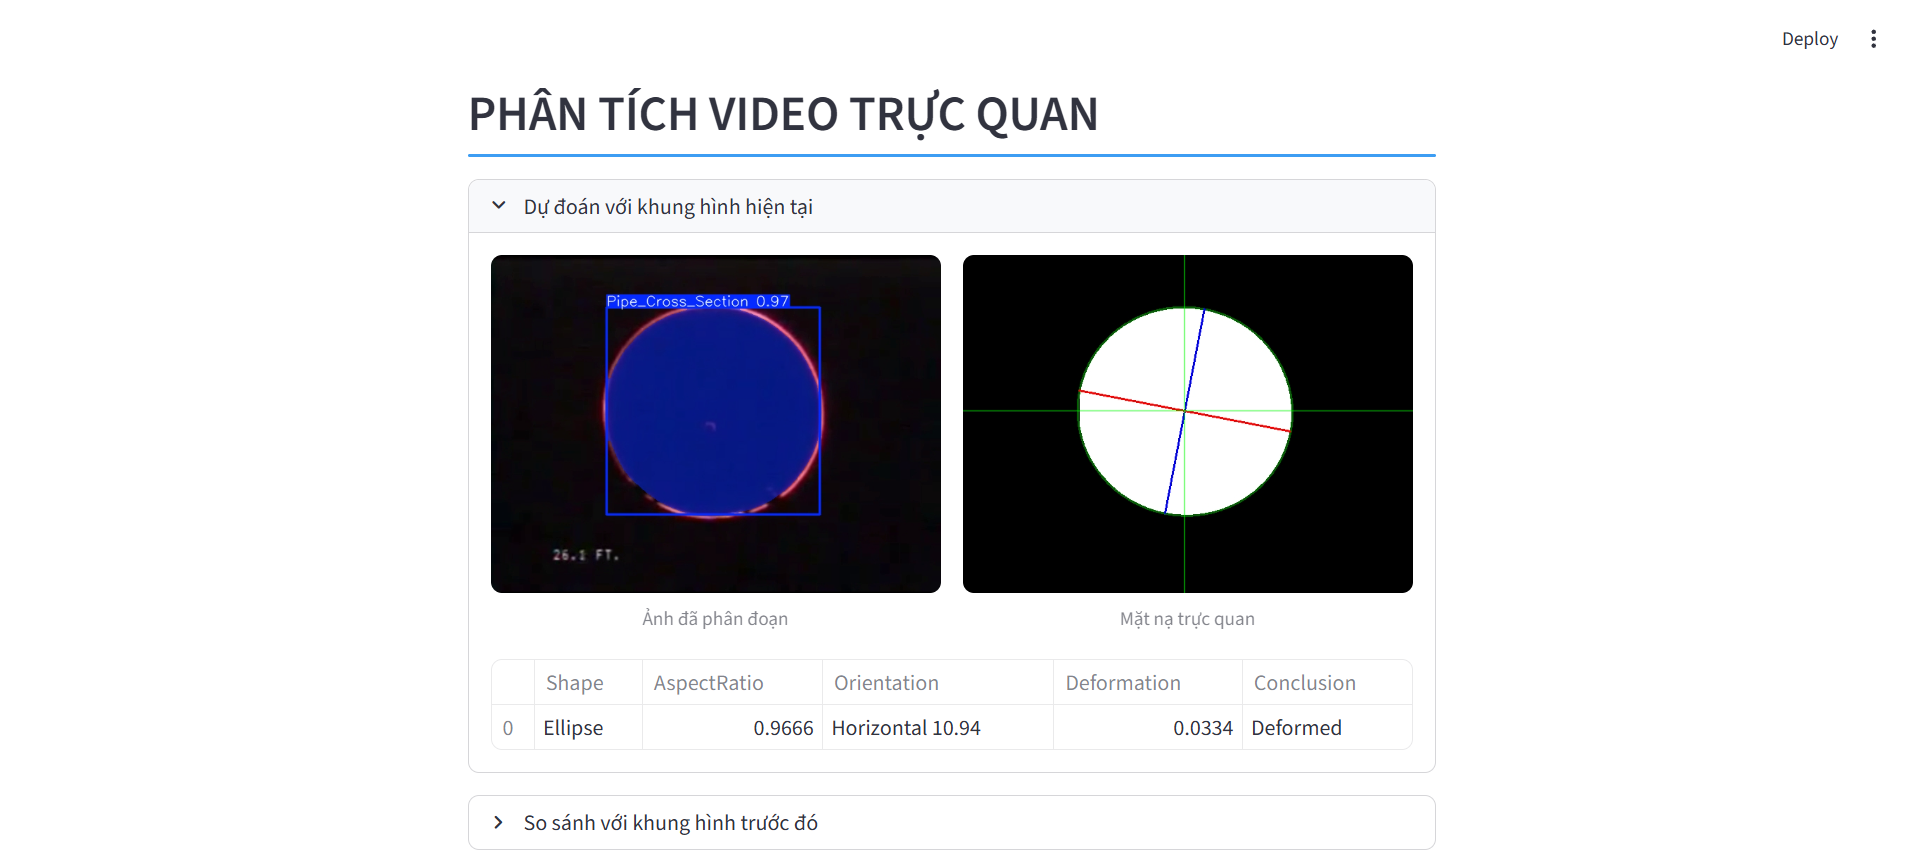 Deploy
PHÂN TÍCH VIDEO TRỰC QUAN
Dự đoán với khung hình hiện tại
Pipe_Cross_Section 0.97
26.1 FT.
Ảnh đã phân đoạn
Mặt nạ trực quan
Shape AspectRatio Orientation Deformation Conclusion
0 Ellipse 0.9666 Horizontal 10.94 0.0334 Deformed
So sánh với khung hình trước đó